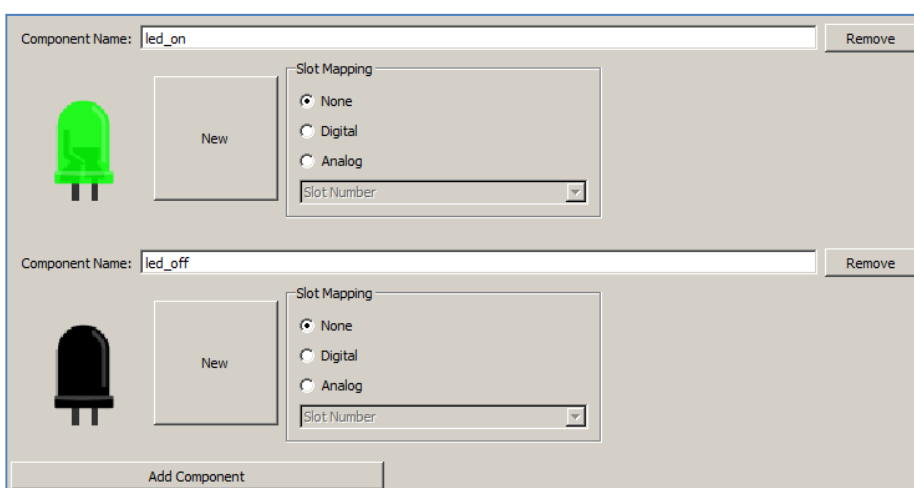 Component Name: led_on Remove
Slot Mapping
None
New Digital
Analog
Slot Number
Component Name: led_off Remove
Slot Mapping
None
New Digital
Analog
Slot Number
Add Component